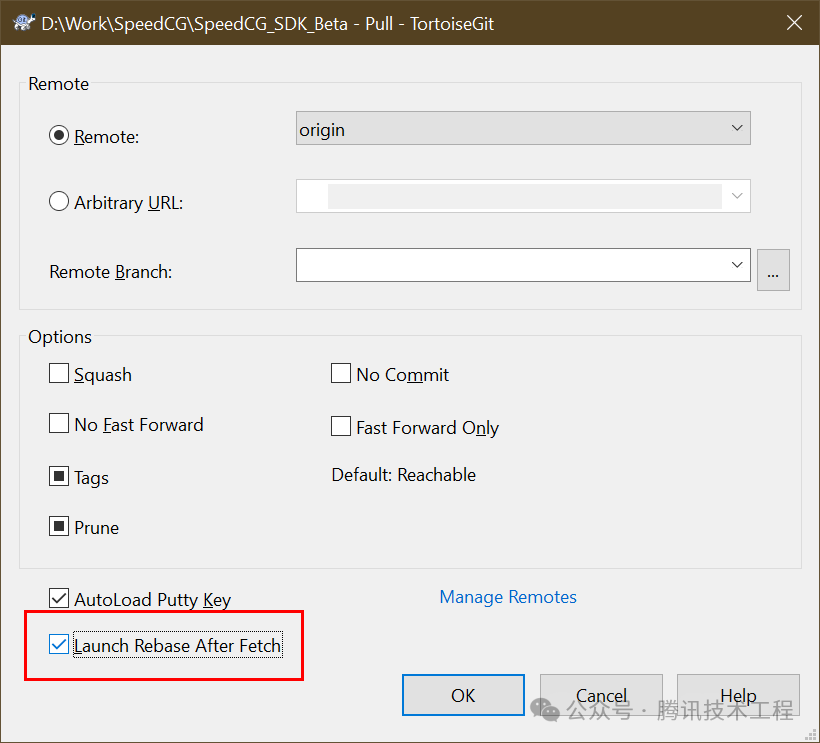 D:\Work\SpeedCG\SpeedCG_SDK_Beta - Pull - TortoiseGit
Remote
Remote: origin
Arbitrary URL:
Remote Branch: ...
Options
Squash No Commit
No Fast Forward Fast Forward Only
Tags Default: Reachable
Prune
AutoLoad Putty Key Manage Remotes
Launch Rebase After Fetch
OK Cancel Help
公众号 · 腾讯技术工程